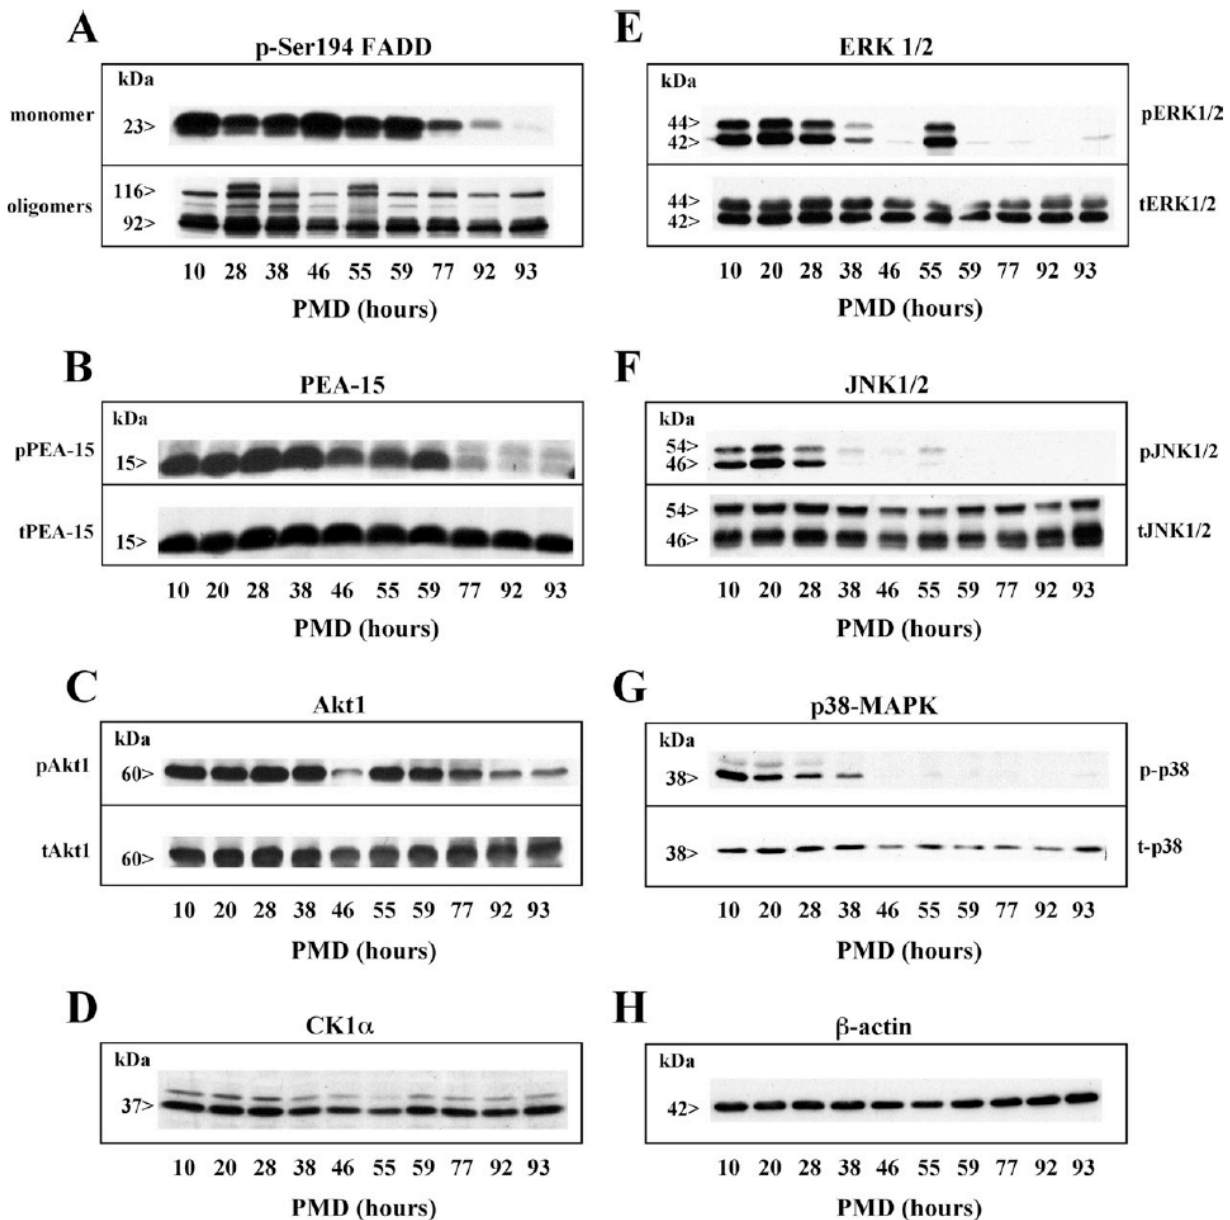 A
p-Ser194 FADD
kDa
monomer
23>
116>
oligomers
92>
10 28 38 46 55 59 77 92 93
PMD (hours)
B
PEA-15
kDa
pPEA-15
15>
tPEA-15
15>
10 20 28 38 46 55 59 77 92 93
PMD (hours)
C
Akt1
kDa
pAkt1
60>
tAkt1
60>
10 20 28 38 46 55 59 77 92 93
PMD (hours)
D
CK1α
kDa
37>
10 20 28 38 46 55 59 77 92 93
PMD (hours)
E
ERK 1/2
kDa
44>
pERK1/2
42>
44>
tERK1/2
42>
10 20 28 38 46 55 59 77 92 93
PMD (hours)
F
JNK1/2
kDa
54>
pJNK1/2
46>
54>
tJNK1/2
46>
10 20 28 38 46 55 59 77 92 93
PMD (hours)
G
p38-MAPK
kDa
38>
p-p38
38>
t-p38
10 20 28 38 46 55 59 77 92 93
PMD (hours)
H
β-actin
kDa
42>
10 20 28 38 46 55 59 77 92 93
PMD (hours)